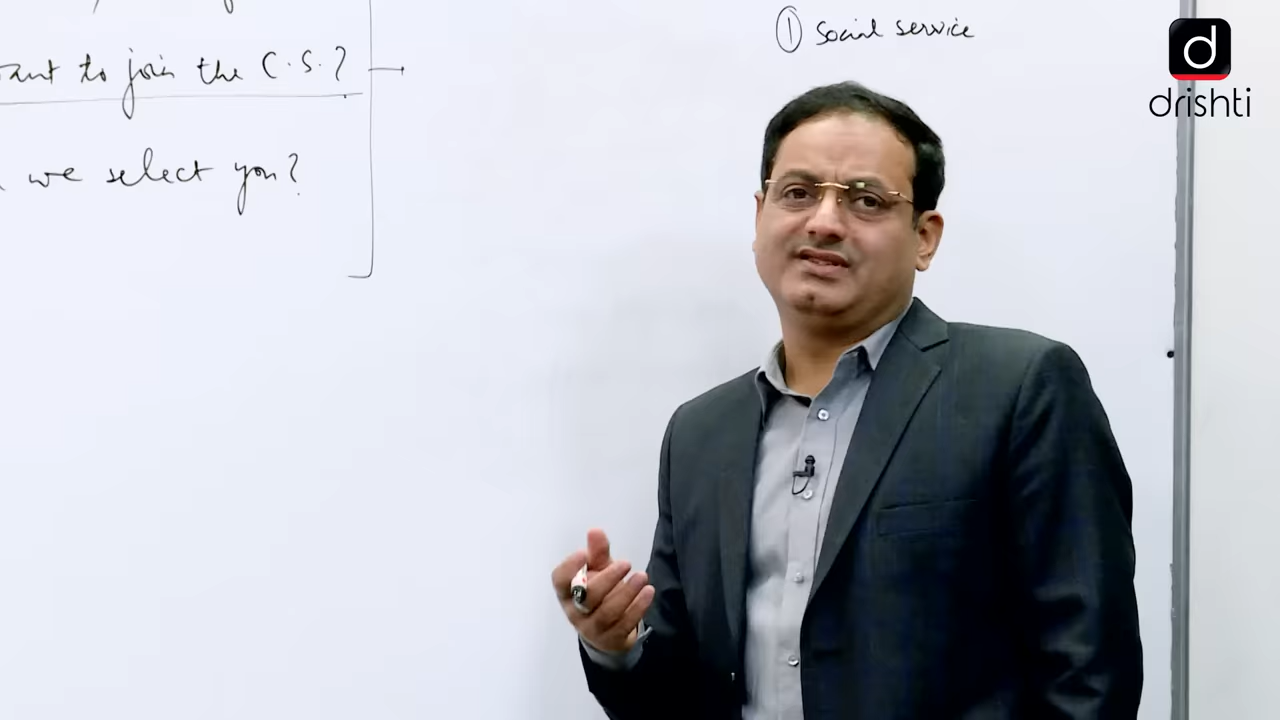 want to join the C.S.?
we select you?
① Social service
d
drishti